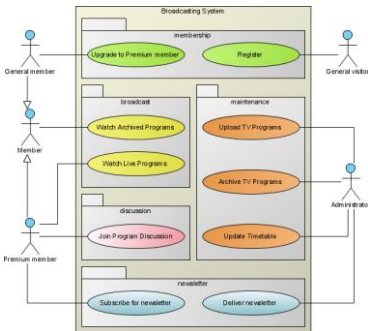 Broadcasting System
membership
Upgrade to Premium member
Register
General member
General visitor
broadcast
maintenance
Watch Archived Programs
Upload TV Programs
Member
Watch Live Programs
Archive TV Programs
Administrator
discussion
Join Program Discussion
Update Timetable
Premium member
newsletter
Subscribe for newsletter
Deliver newsletter